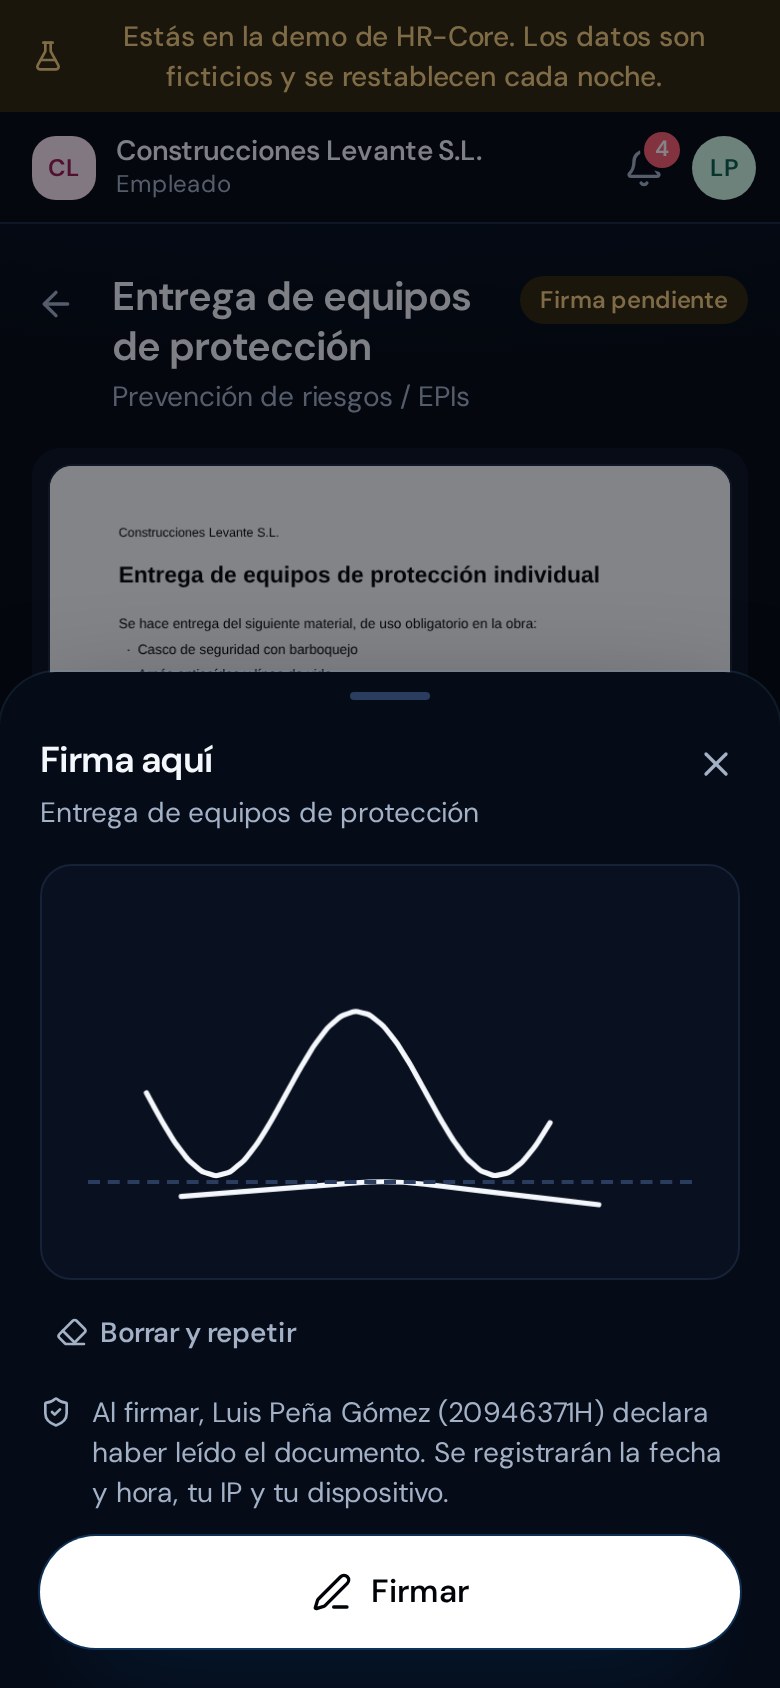 Estás en la demo de HR-Core. Los datos son
ficticios y se restablecen cada noche.
CL
Construcciones Levante S.L.
Empleado
4
LP
Entrega de equipos
de protección
Firma pendiente
Prevención de riesgos / EPIs
Construcciones Levante S.L.
Entrega de equipos de protección individual
Se hace entrega del siguiente material, de uso obligatorio en la obra:
· Casco de seguridad con barboquejo
Firma aquí
Entrega de equipos de protección
Borrar y repetir
Al firmar, Luis Peña Gómez (20946371H) declara
haber leído el documento. Se registrarán la fecha
y hora, tu IP y tu dispositivo.
Firmar